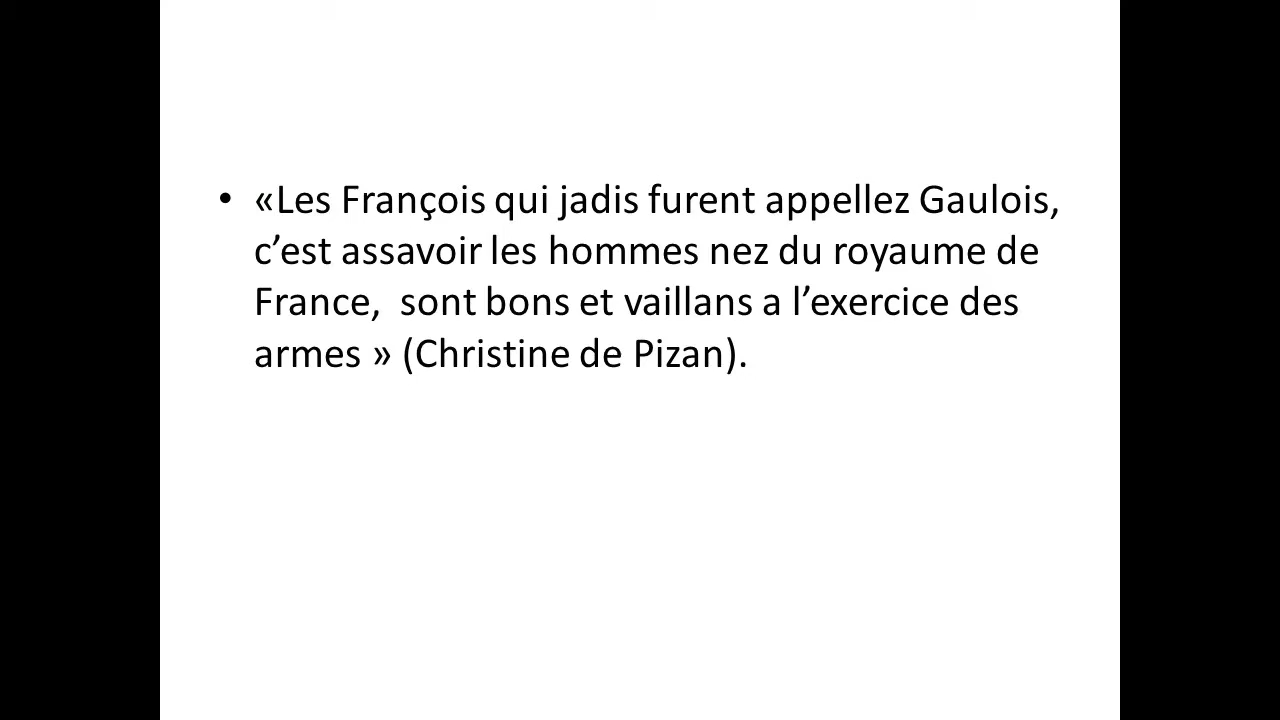 • «Les François qui jadis furent appellez Gaulois,
c’est assavoir les hommes nez du royaume de
France,  sont bons et vaillans a l’exercice des
armes » (Christine de Pizan).